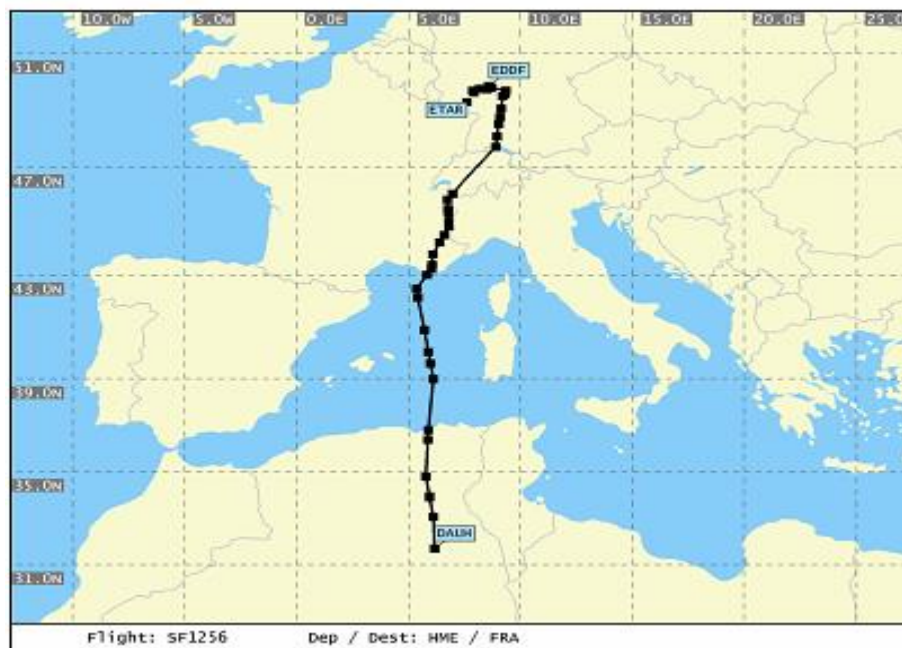 10.0W 5.0W 0.0E 5.0E 10.0E 15.0E 20.0E 25.0
51.0N
EDDF
ETAR
47.0N
43.0N
39.0N
35.0N
DAUH
31.0N
Flight: SF1256 Dep / Dest: HME / FRA